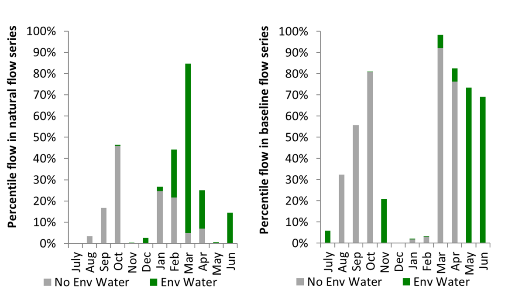 Percentile flow in natural flow series
100%
90%
80%
70%
60%
50%
40%
30%
20%
10%
0%
July
Aug
Sep
Oct
Nov
Dec
Jan
Feb
Mar
Apr
May
Jun
No Env Water
Env Water
Percentile flow in baseline flow series
100%
90%
80%
70%
60%
50%
40%
30%
20%
10%
0%
July
Aug
Sep
Oct
Nov
Dec
Jan
Feb
Mar
Apr
May
Jun
No Env Water
Env Water